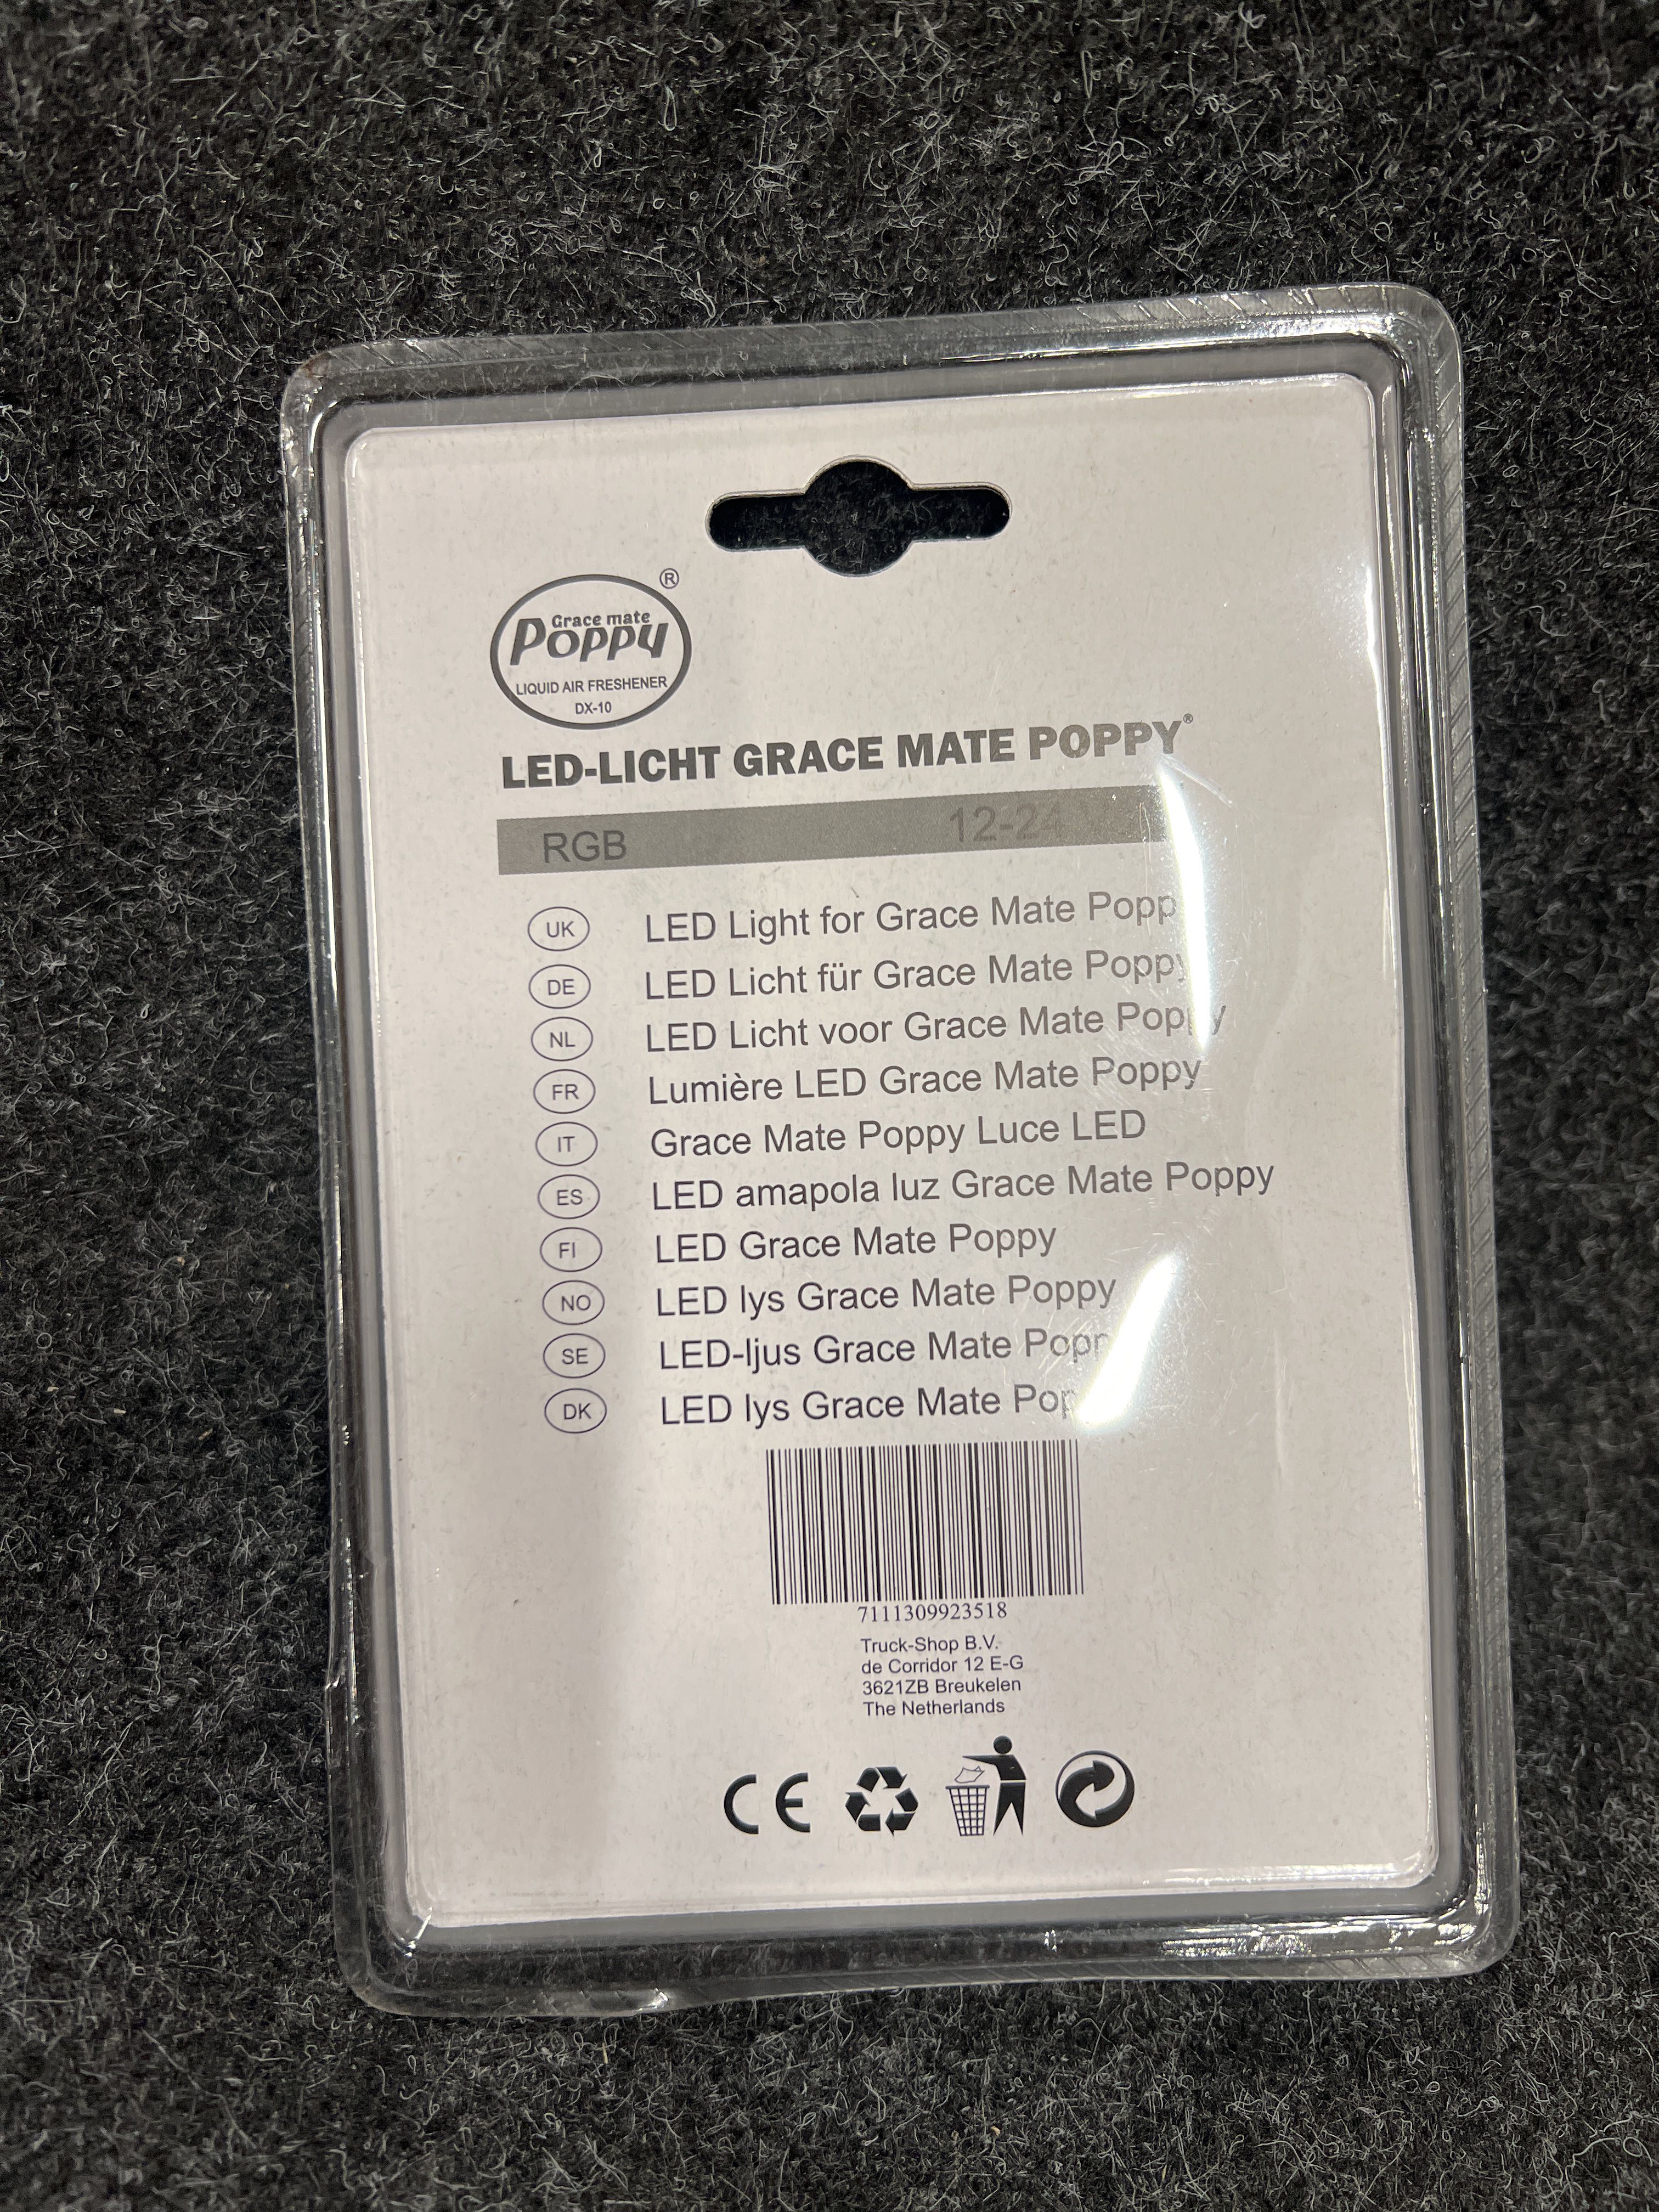 Grace mate
Poppy ®
LIQUID AIR FRESHENER
DX-10
LED-LICHT GRACE MATE POPPY®
RGB 12-24 V
UK LED Light for Grace Mate
DE LED Licht für Grace Mate Poppy
NL LED Licht voor Grace Mate Poppy
FR Lumière LED Grace Mate Poppy
IT Grace Mate Poppy Luce LED
ES LED amapola luz Grace Mate Poppy
FI LED Grace Mate Poppy
NO LED lys Grace Mate Poppy
SE LED-ljus Grace Mate
DK LED lys Grace Mate
7111309923518
Truck-Shop B.V.
de Corridor 12 E-G
3621ZB Breukelen
The Netherlands
CE